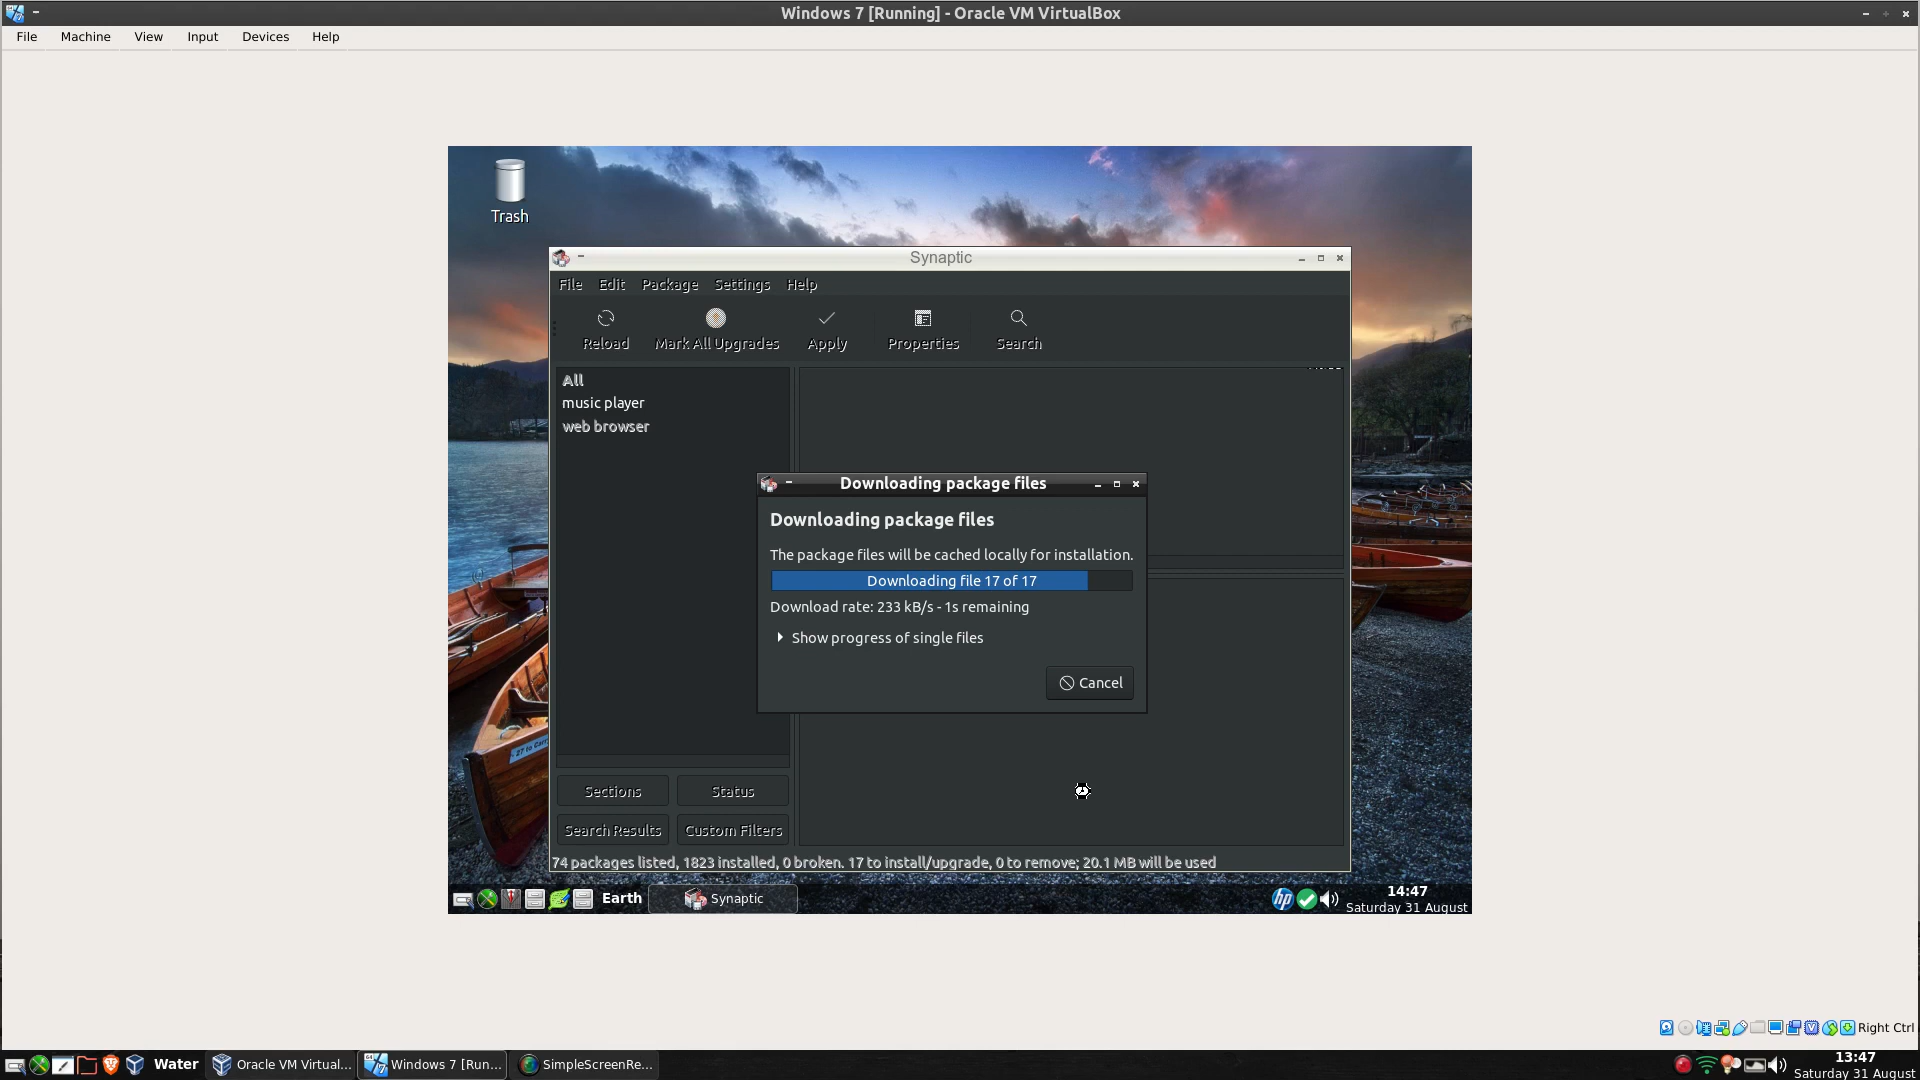 Windows 7 [Running] - Oracle VM VirtualBox
File Machine View Input Devices Help
Trash
Synaptic
File Edit Package Settings Help
Reload Mark All Upgrades Apply Properties Search
All
music player
web browser
Downloading package files
Downloading package files
The package files will be cached locally for installation.
Downloading file 17 of 17
Download rate: 233 kB/s - 1s remaining
Show progress of single files
Cancel
Sections Status
Search Results Custom Filters
74 packages listed, 1823 installed, 0 broken. 17 to install/upgrade, 0 to remove; 20.1 MB will be used
Earth Synaptic hp 14:47
Saturday 31 August
Right Ctrl
Water Oracle VM Virtual... Windows 7 [Run... SimpleScreenRe... 13:47
Saturday 31 August